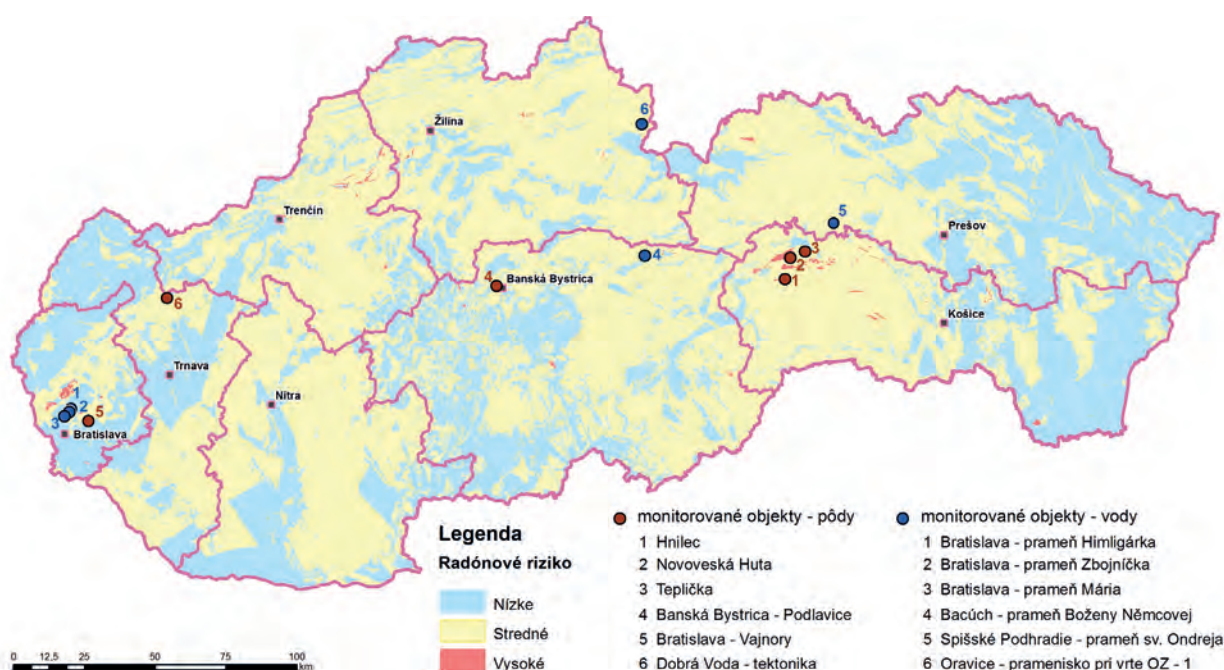 6
Žilina
Trenčín
5
Prešov
3
4
2
4
Banská Bystrica
1
6
Košice
Trnava
1
Nitra
2
5
3
Bratislava
Legenda
Radónové riziko
Nízke
Stredné
Vysoké
monitorované objekty - pôdy
1 Hnilec
2 Novoveská Huta
3 Teplička
4 Banská Bystrica - Podlavice
5 Bratislava - Vajnory
6 Dobrá Voda - tektonika
monitorované objekty - vody
1 Bratislava - prameň Himligárka
2 Bratislava - prameň Zbojníčka
3 Bratislava - prameň Mária
4 Bacúch - prameň Boženy Němcovej
5 Spišské Podhradie - prameň sv. Ondreja
6 Oravice - pramenisko pri vrte OZ - 1
0 12,5 25 50 75 100
km